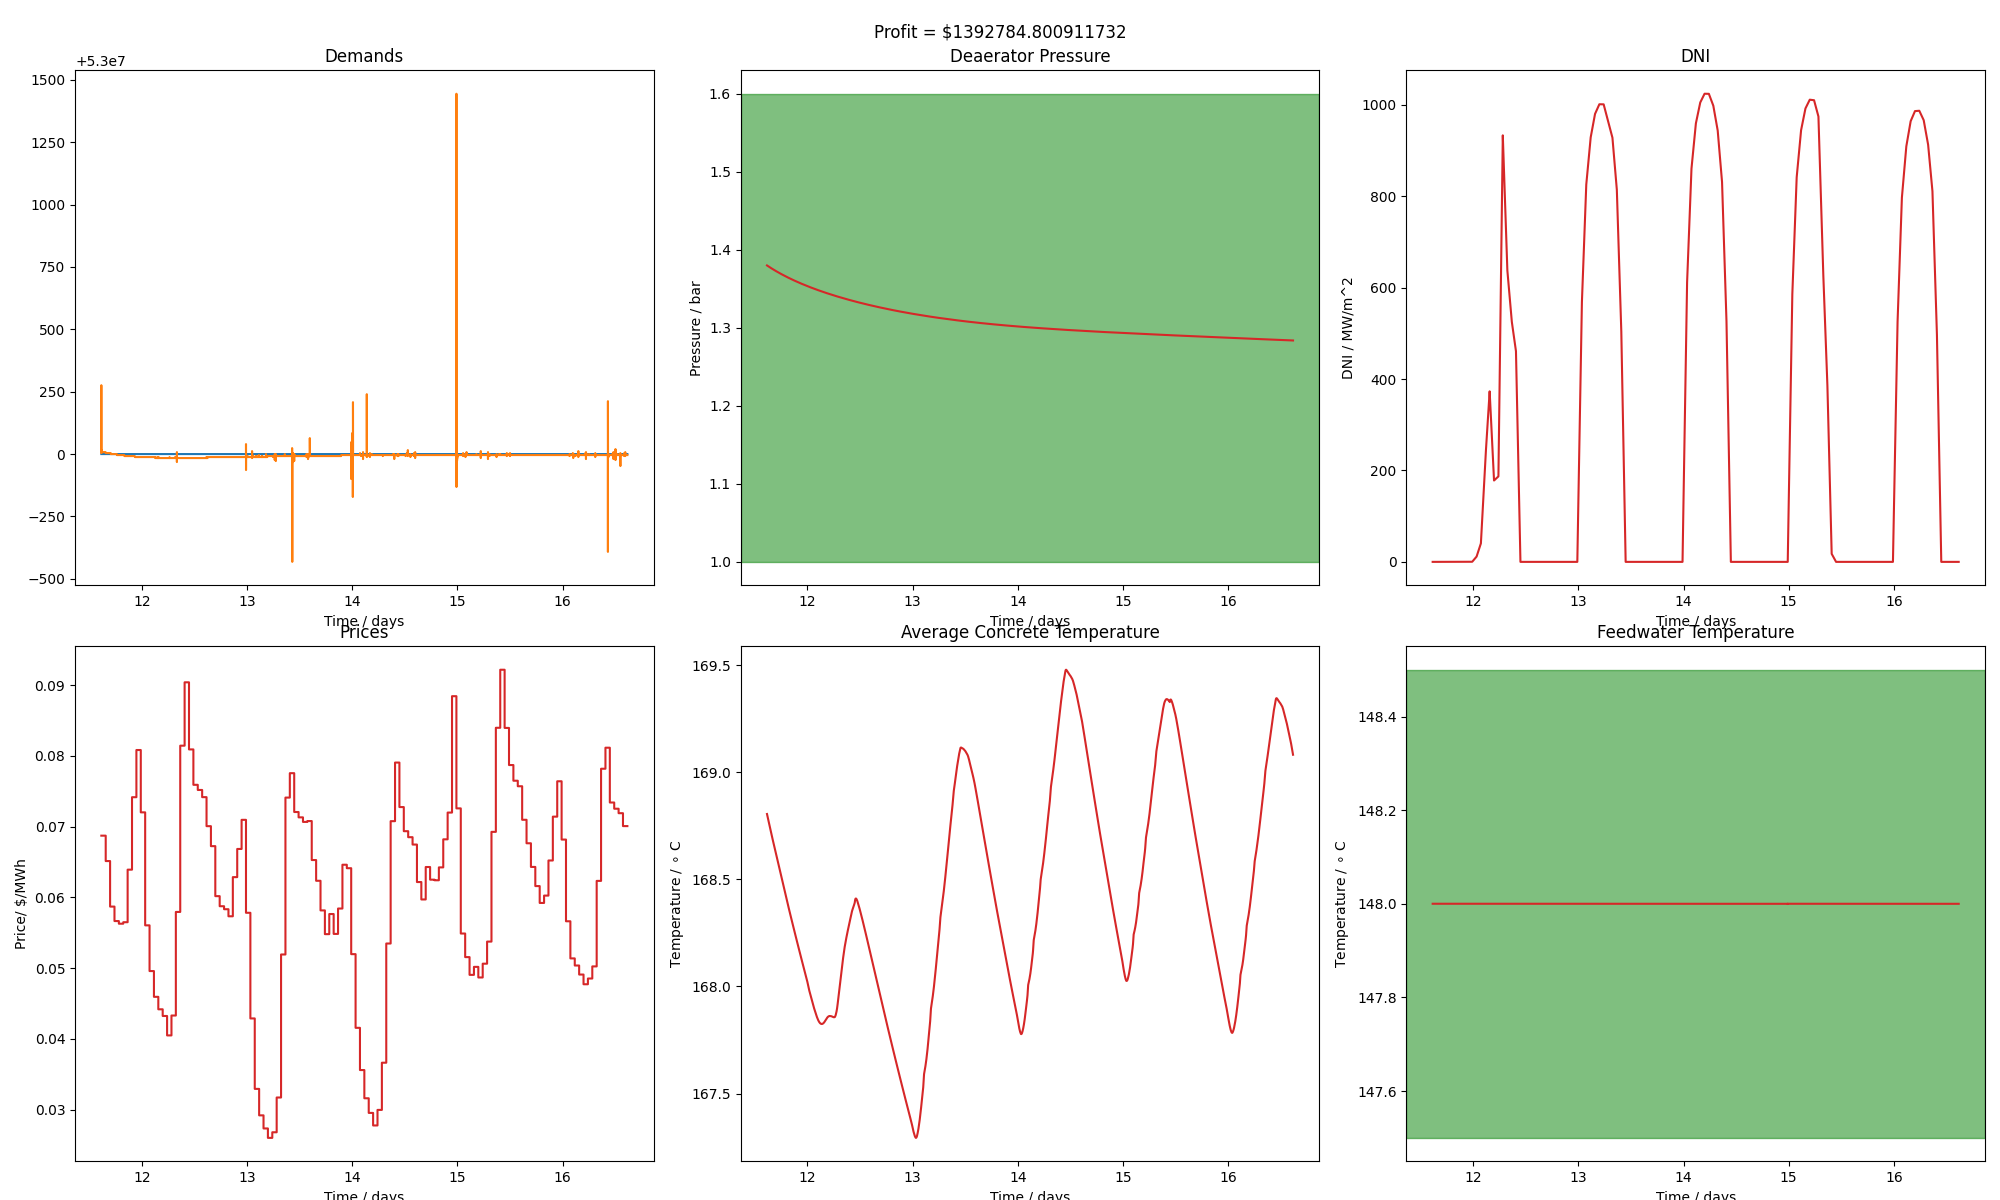 Profit = $1392784.800911732
Demands
+5.3e7
1500
1250
1000
750
500
250
0
−250
−500
12 13 14 15 16
Time / days
Deaerator Pressure
Pressure / bar
1.6
1.5
1.4
1.3
1.2
1.1
1.0
12 13 14 15 16
Time / days
DNI
DNI / MW/m^2
1000
800
600
400
200
0
12 13 14 15 16
Time / days
Prices
Price/ $/MWh
0.09
0.08
0.07
0.06
0.05
0.04
0.03
12 13 14 15 16
Time / days
Average Concrete Temperature
Temperature / ∘ C
169.5
169.0
168.5
168.0
167.5
12 13 14 15 16
Time / days
Feedwater Temperature
Temperature / ∘ C
148.4
148.2
148.0
147.8
147.6
12 13 14 15 16
Time / days